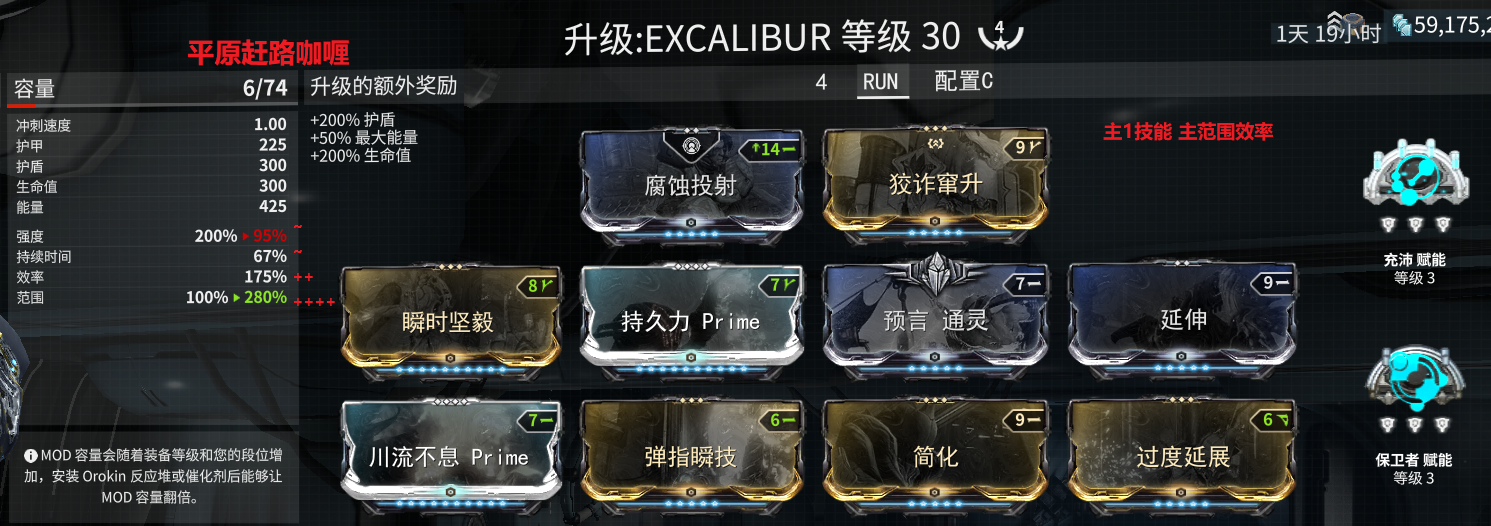 升级:EXCALIBUR 等级 30 4
1天 19小时 59,175,2
平原赶路咖喱
容量 6/74
升级的额外奖励
4 RUN 配置C
冲刺速度 1.00
护甲 225
护盾 300
生命值 300
能量 425
强度 200% 95% ~
持续时间 67% ~
效率 175% ++
范围 100% 280% ++++
+200% 护盾
+50% 最大能量
+200% 生命值
主1技能 主范围效率
14
腐蚀投射
9
狡诈窜升
8
瞬时坚毅
7
持久力 Prime
7
预言 通灵
9
延伸
7
川流不息 Prime
6
弹指瞬技
9
简化
6
过度延展
充沛 赋能
等级 3
保卫者 赋能
等级 3
MOD 容量会随着装备等级和您的段位增
加，安装 Orokin 反应堆或催化剂后能够让
MOD 容量翻倍。